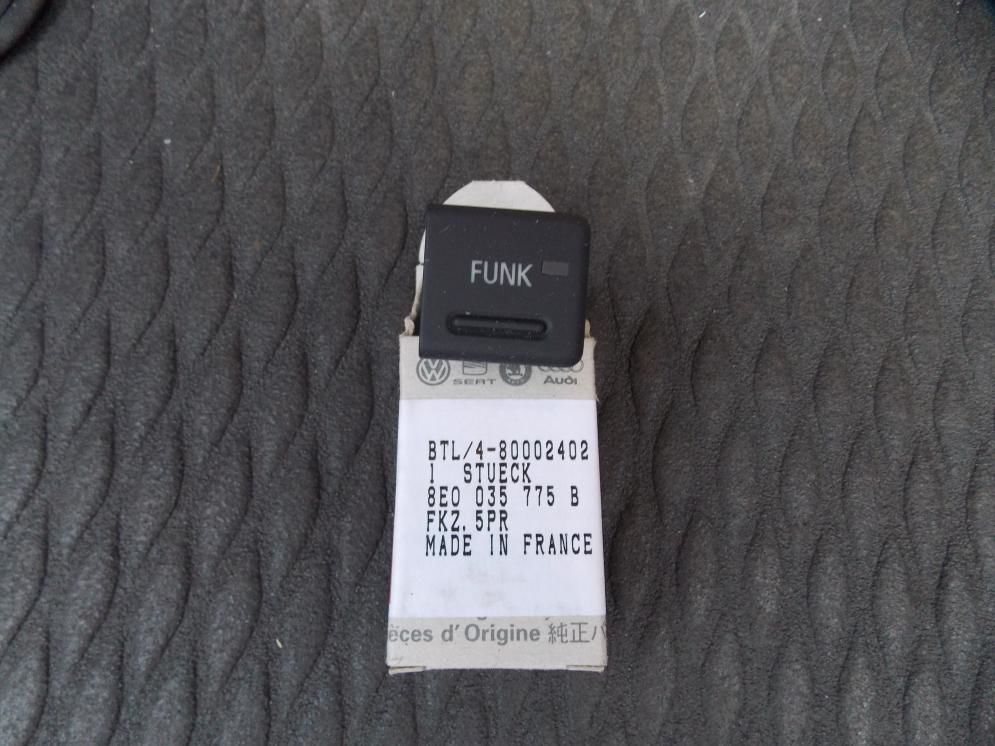 FUNK
SEAT
Audi
BTL/4-80002402
1 STUECK
8E0 035 775 B
FKZ. 5PR
MADE IN FRANCE
èces d'Origine 純正パ